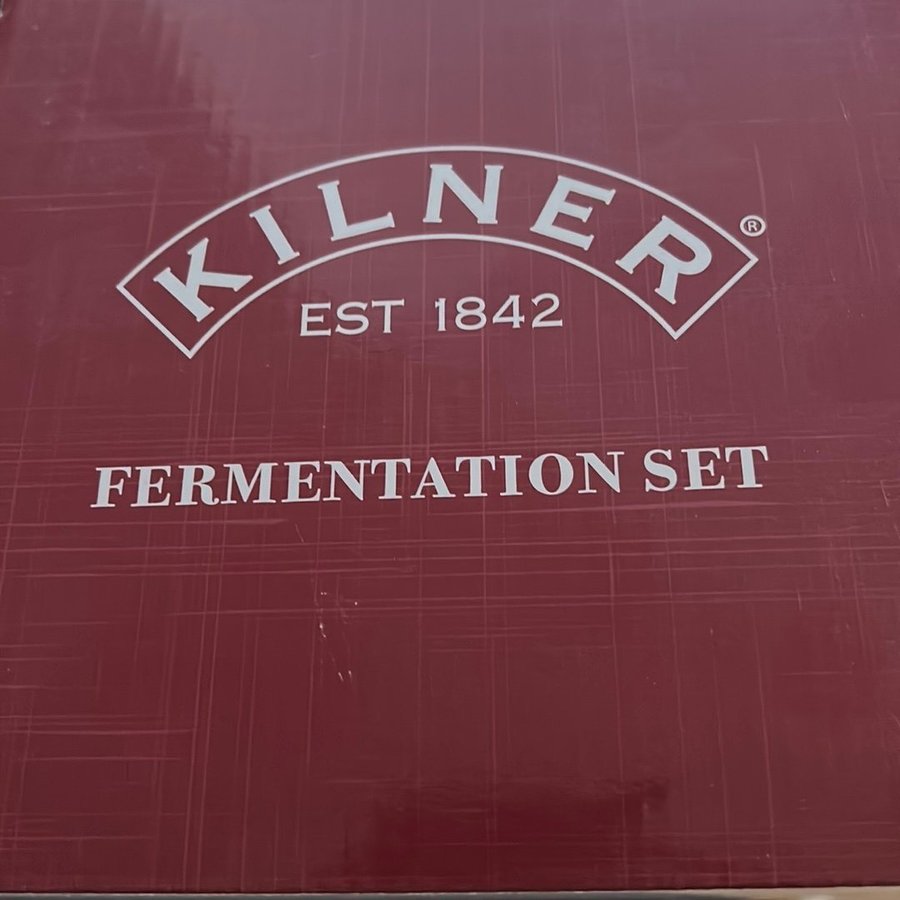 KILNER®
EST 1842
FERMENTATION SET